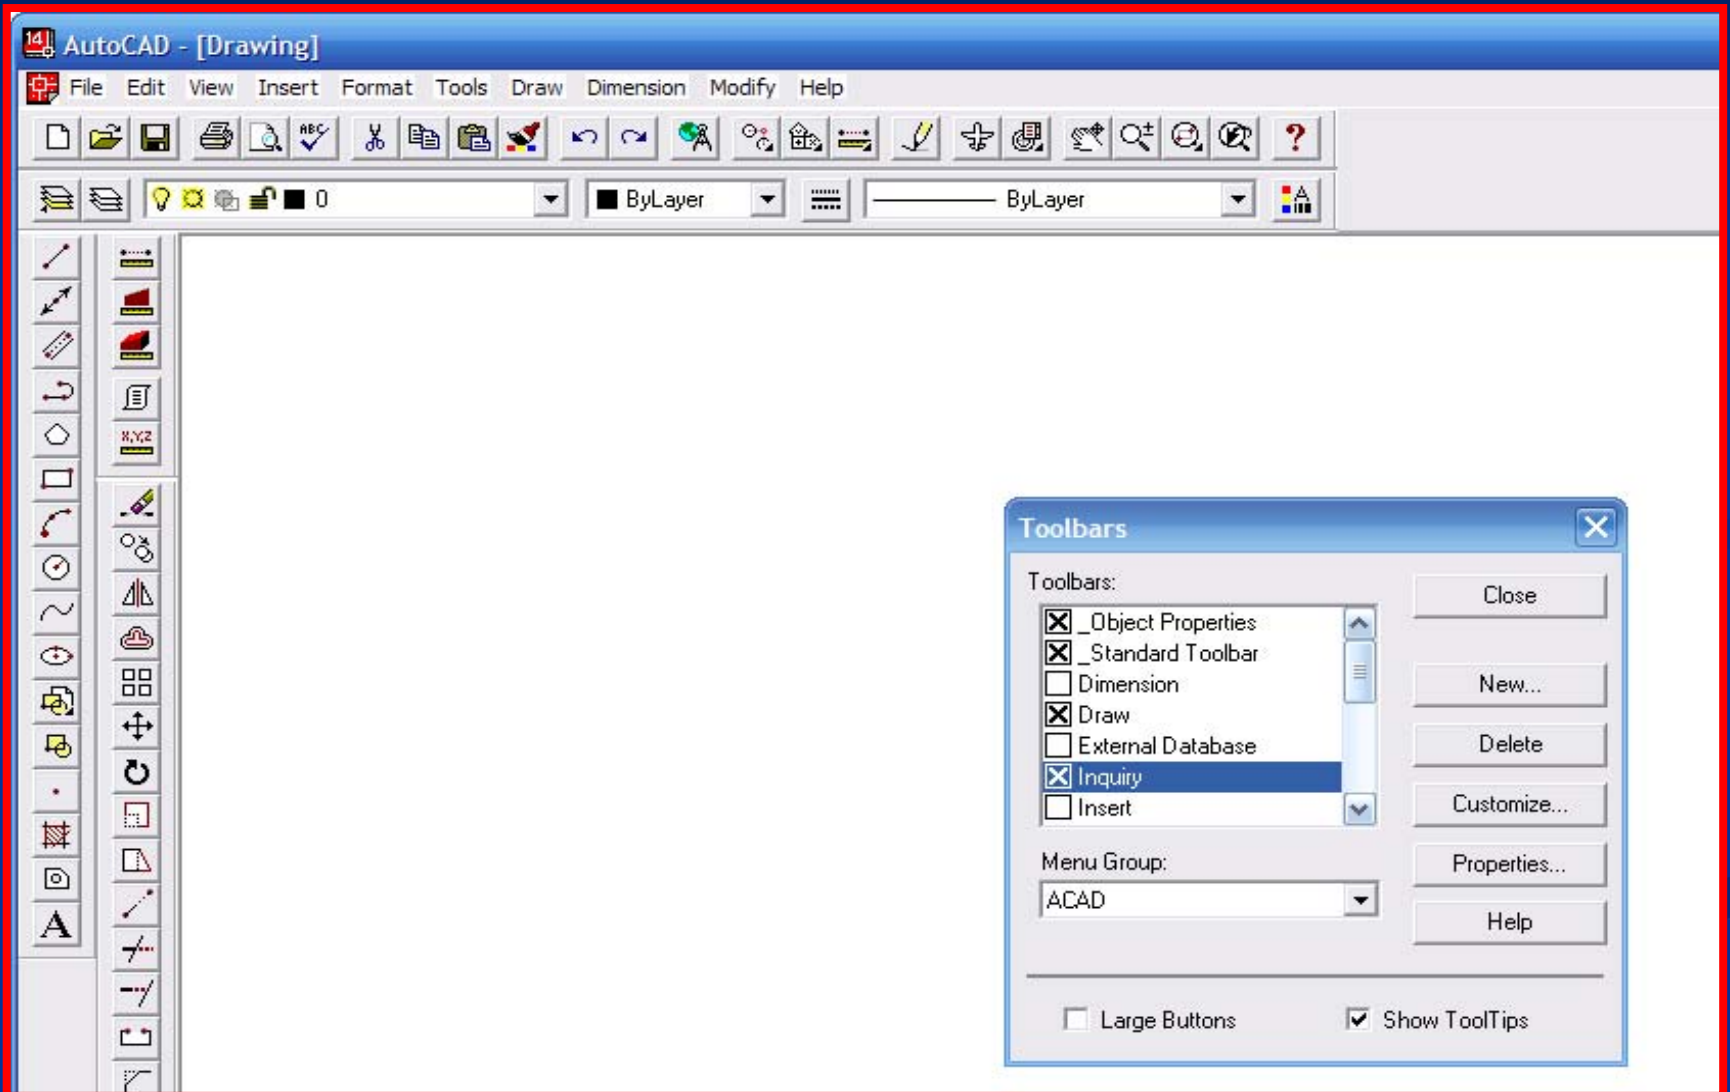 14 AutoCAD - [Drawing]
File Edit View Insert Format Tools Draw Dimension Modify Help
ABC A ?
0 ByLayer ByLayer A
X,Y,Z
A
Toolbars
Toolbars:
_Object Properties
_Standard Toolbar
Dimension
Draw
External Database
Inquiry
Insert
Menu Group:
ACAD
Close
New...
Delete
Customize...
Properties...
Help
Large Buttons Show ToolTips